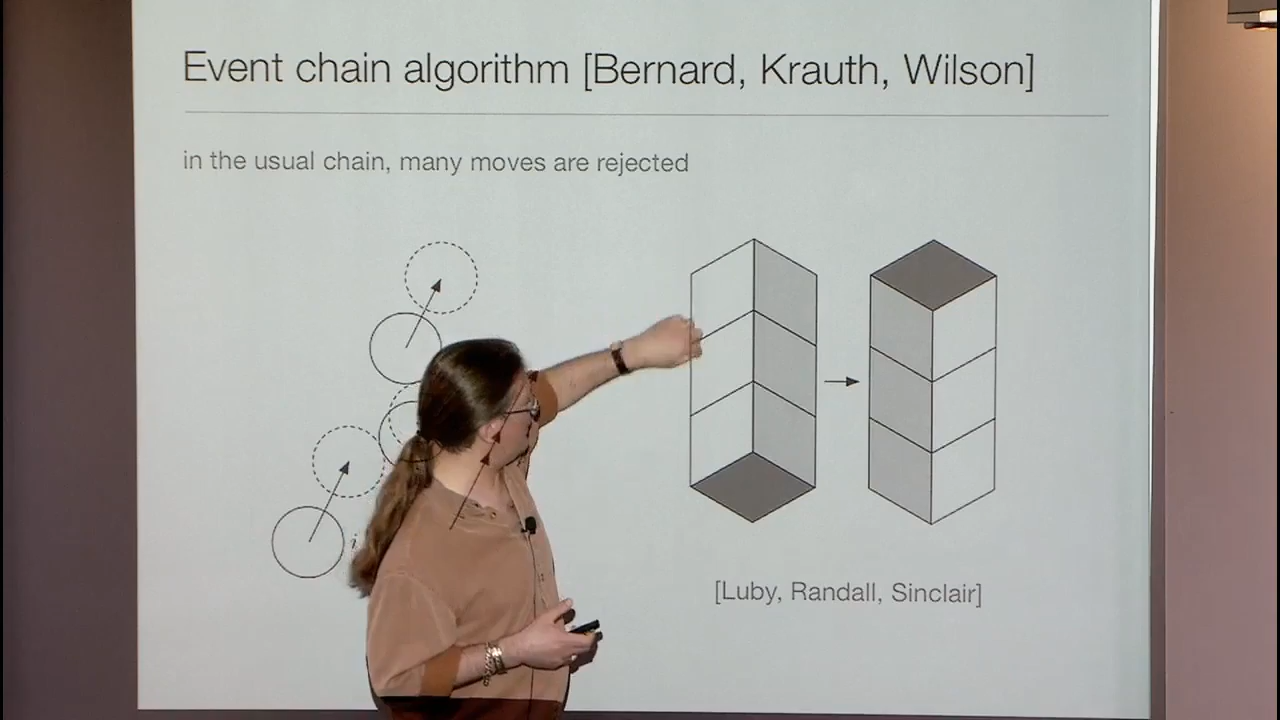 Event chain algorithm [Bernard, Krauth, Wilson]
in the usual chain, many moves are rejected
i
[Luby, Randall, Sinclair]